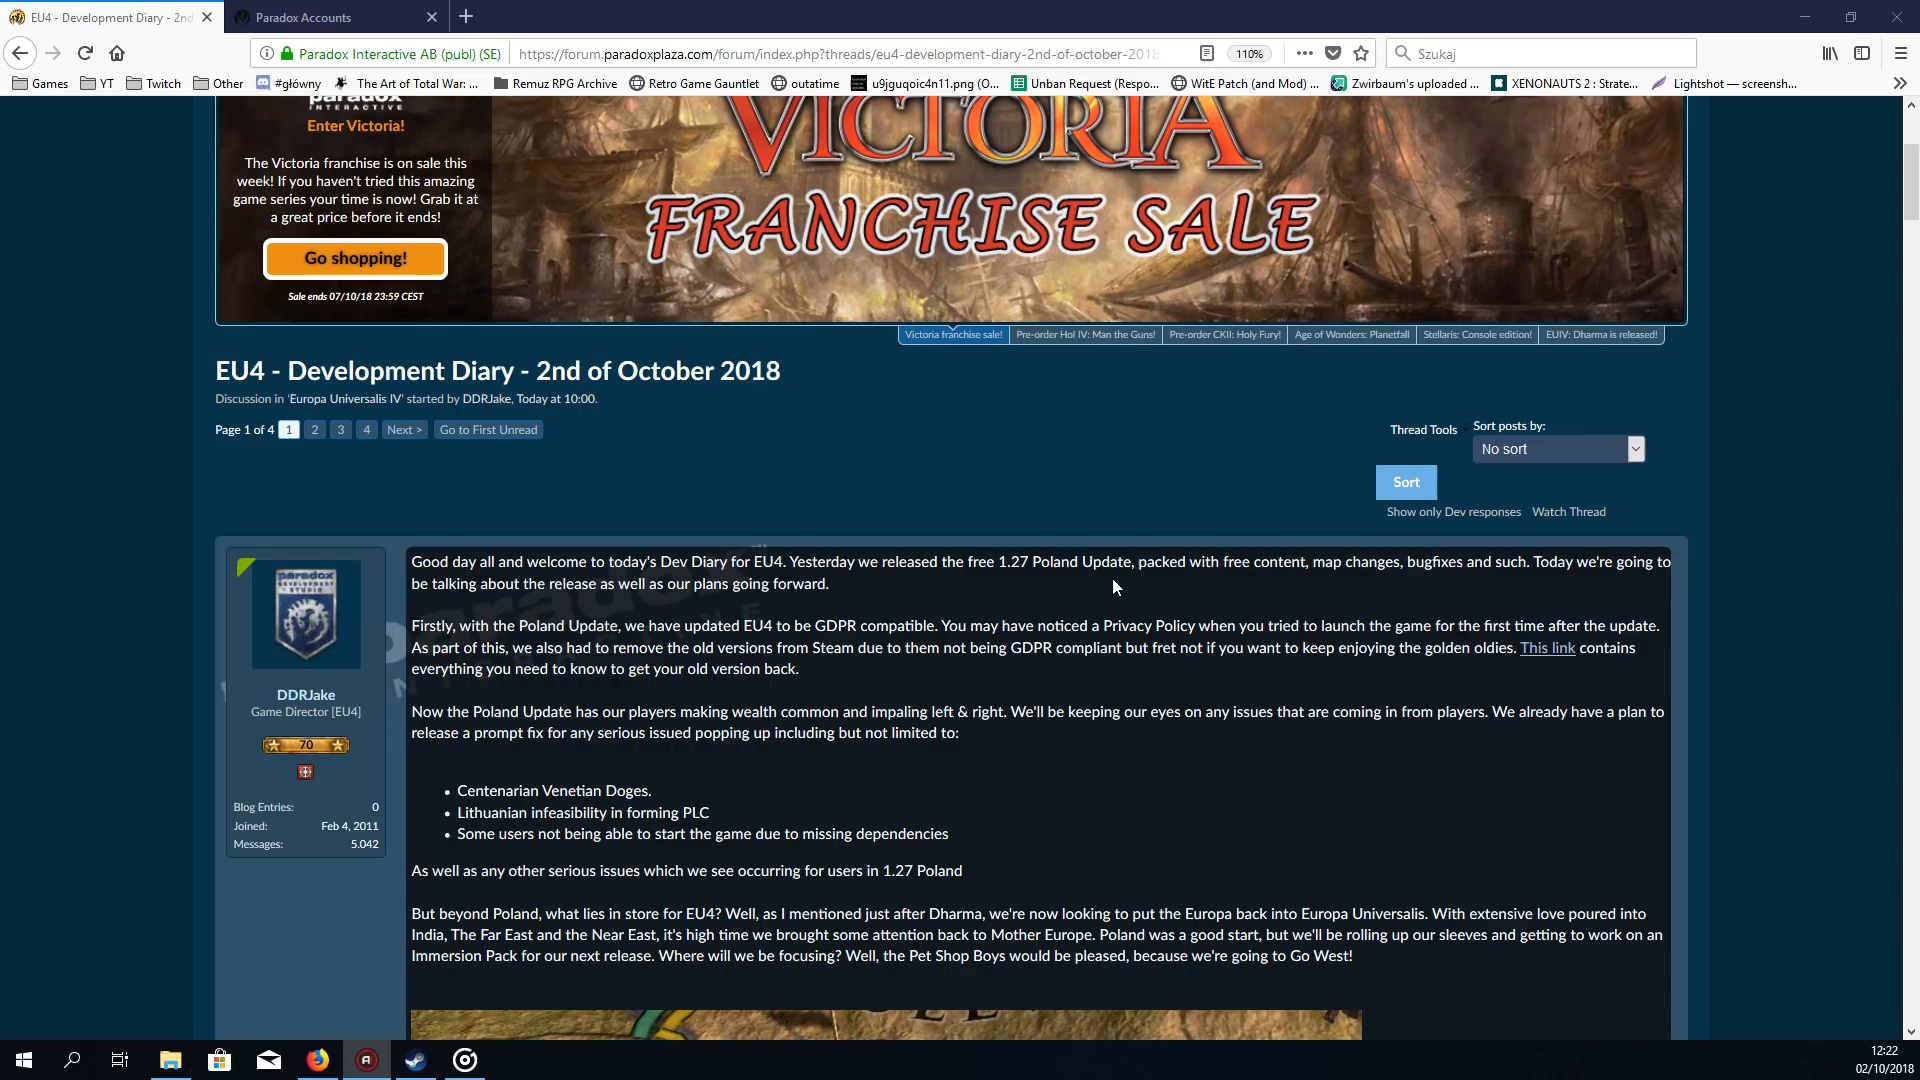 EU4 - Development Diary - 2nd
Paradox Accounts
Paradox Interactive AB (publ) (SE)
https://forum.paradoxplaza.com/forum/index.php?threads/eu4-development-diary-2nd-of-october-2018
110%
Szukaj
Games
YT
Twitch
Other
#główny
The Art of Total War: ...
Remuz RPG Archive
Retro Game Gauntlet
outatime
u9jguqoic4n11.png (O...
Unban Request (Respo...
WitE Patch (and Mod) ...
Zwirbaum's uploaded ...
XENONAUTS 2 : Strate...
Lightshot — screensh...
paradox
INTERACTIVE
Enter Victoria!
The Victoria franchise is on sale this
week! If you haven't tried this amazing
game series your time is now! Grab it at
a great price before it ends!
Go shopping!
Sale ends 07/10/18 23:59 CEST
VICTORIA
FRANCHISE SALE
Victoria franchise sale!
Pre-order HoI IV: Man the Guns!
Pre-order CKII: Holy Fury!
Age of Wonders: Planetfall
Stellaris: Console edition!
EUIV: Dharma is released!
EU4 - Development Diary - 2nd of October 2018
Discussion in 'Europa Universalis IV' started by DDRJake, Today at 10:00.
Page 1 of 4 1 2 3 4 Next > Go to First Unread
Thread Tools
Sort posts by:
No sort
Sort
Show only Dev responses
Watch Thread
Good day all and welcome to today's Dev Diary for EU4. Yesterday we released the free 1.27 Poland Update, packed with free content, map changes, bugfixes and such. Today we're going to
be talking about the release as well as our plans going forward.
Firstly, with the Poland Update, we have updated EU4 to be GDPR compatible. You may have noticed a Privacy Policy when you tried to launch the game for the first time after the update.
As part of this, we also had to remove the old versions from Steam due to them not being GDPR compliant but fret not if you want to keep enjoying the golden oldies. This link contains
everything you need to know to get your old version back.
Now the Poland Update has our players making wealth common and impaling left & right. We'll be keeping our eyes on any issues that are coming in from players. We already have a plan to
release a prompt fix for any serious issued popping up including but not limited to:
• Centenarian Venetian Doges.
• Lithuanian infeasibility in forming PLC
• Some users not being able to start the game due to missing dependencies
As well as any other serious issues which we see occurring for users in 1.27 Poland
But beyond Poland, what lies in store for EU4? Well, as I mentioned just after Dharma, we're now looking to put the Europa back into Europa Universalis. With extensive love poured into
India, The Far East and the Near East, it's high time we brought some attention back to Mother Europe. Poland was a good start, but we'll be rolling up our sleeves and getting to work on an
Immersion Pack for our next release. Where will we be focusing? Well, the Pet Shop Boys would be pleased, because we're going to Go West!
paradox
DEVELOPMENT
STUDIO
DDRJake
Game Director [EU4]
70
Blog Entries: 0
Joined: Feb 4, 2011
Messages: 5.042
12:22
02/10/2018